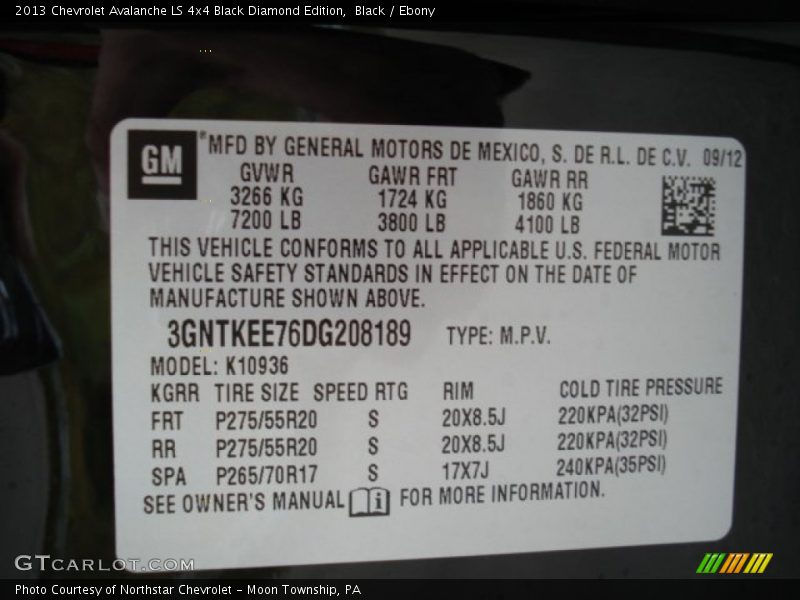 2013 Chevrolet Avalanche LS 4x4 Black Diamond Edition,  Black / Ebony
GM
® MFD BY GENERAL MOTORS DE MEXICO, S. DE R.L. DE C.V. 09/12
GVWR GAWR FRT GAWR RR
3266 KG 1724 KG 1860 KG
7200 LB 3800 LB 4100 LB
THIS VEHICLE CONFORMS TO ALL APPLICABLE U.S. FEDERAL MOTOR
VEHICLE SAFETY STANDARDS IN EFFECT ON THE DATE OF
MANUFACTURE SHOWN ABOVE.
3GNTKEE76DG208189 TYPE: M.P.V.
MODEL: K10936
KGRR TIRE SIZE SPEED RTG RIM COLD TIRE PRESSURE
FRT P275/55R20 S 20X8.5J 220KPA(32PSI)
RR P275/55R20 S 20X8.5J 220KPA(32PSI)
SPA P265/70R17 S 17X7J 240KPA(35PSI)
SEE OWNER'S MANUAL i FOR MORE INFORMATION.
GTCARLOT.COM
Photo Courtesy of Northstar Chevrolet - Moon Township, PA